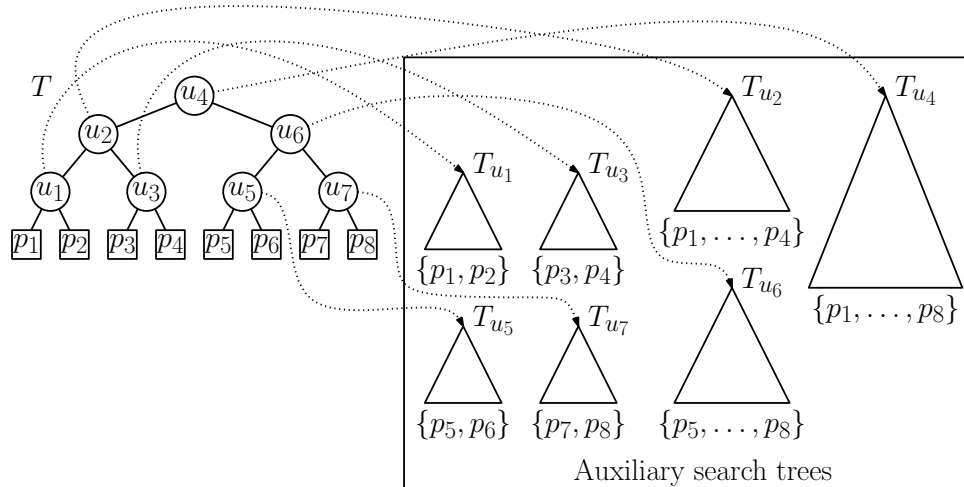 T
u₄
u₂
u₆
u₁
u₃
u₅
u₇
p₁
p₂
p₃
p₄
p₅
p₆
p₇
p₈
T_{u₂}
T_{u₄}
T_{u₁}
T_{u₃}
{p₁, . . . , p₄}
{p₁, p₂}
{p₃, p₄}
T_{u₆}
{p₁, . . . , p₈}
T_{u₅}
T_{u₇}
{p₅, p₆}
{p₇, p₈}
{p₅, . . . , p₈}
Auxiliary search trees